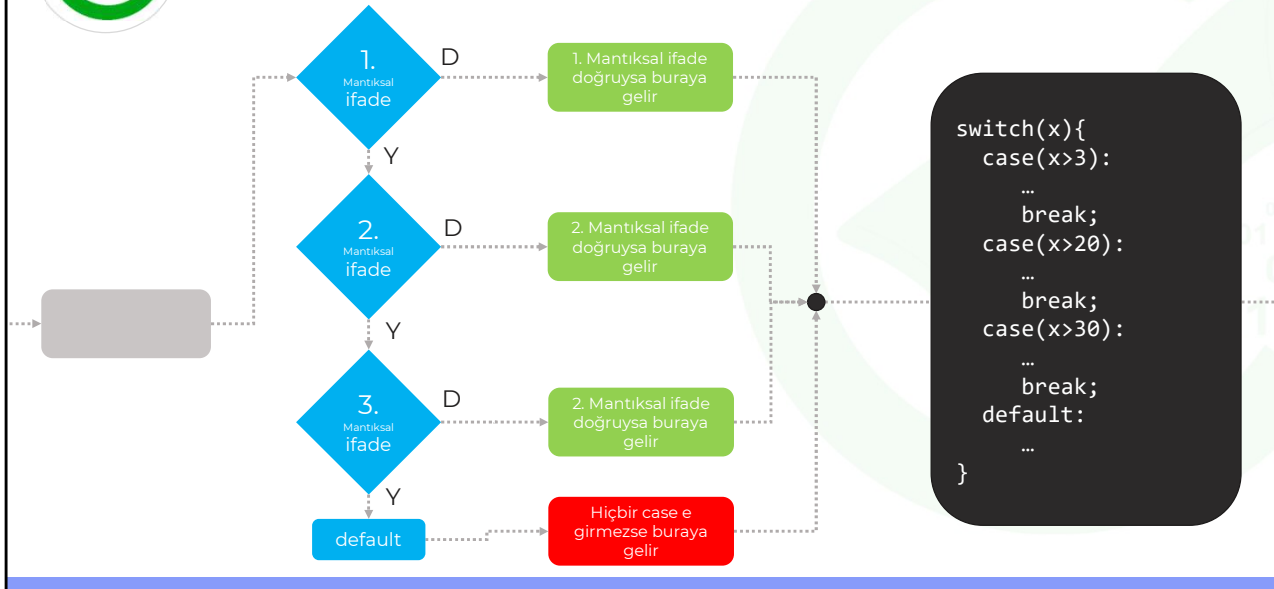 1.
Mantıksal
ifade
D
1. Mantıksal ifade
doğruysa buraya
gelir
Y
2.
Mantıksal
ifade
D
2. Mantıksal ifade
doğruysa buraya
gelir
Y
3.
Mantıksal
ifade
D
2. Mantıksal ifade
doğruysa buraya
gelir
Y
default
Hiçbir case e
girmezse buraya
gelir
switch(x){
case(x>3):
…
break;
case(x>20):
…
break;
case(x>30):
…
break;
default:
…
}